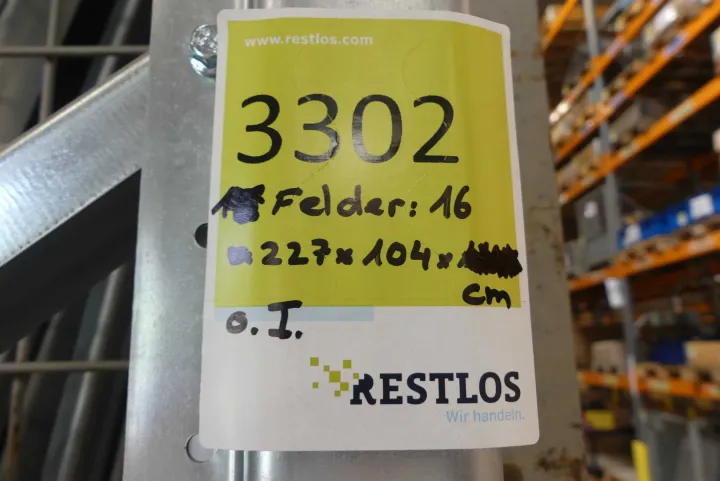 www.restlos.com
3302
Felder: 16
227 x 104 x
cm
o. I.
RESTLOS
Wir handeln.